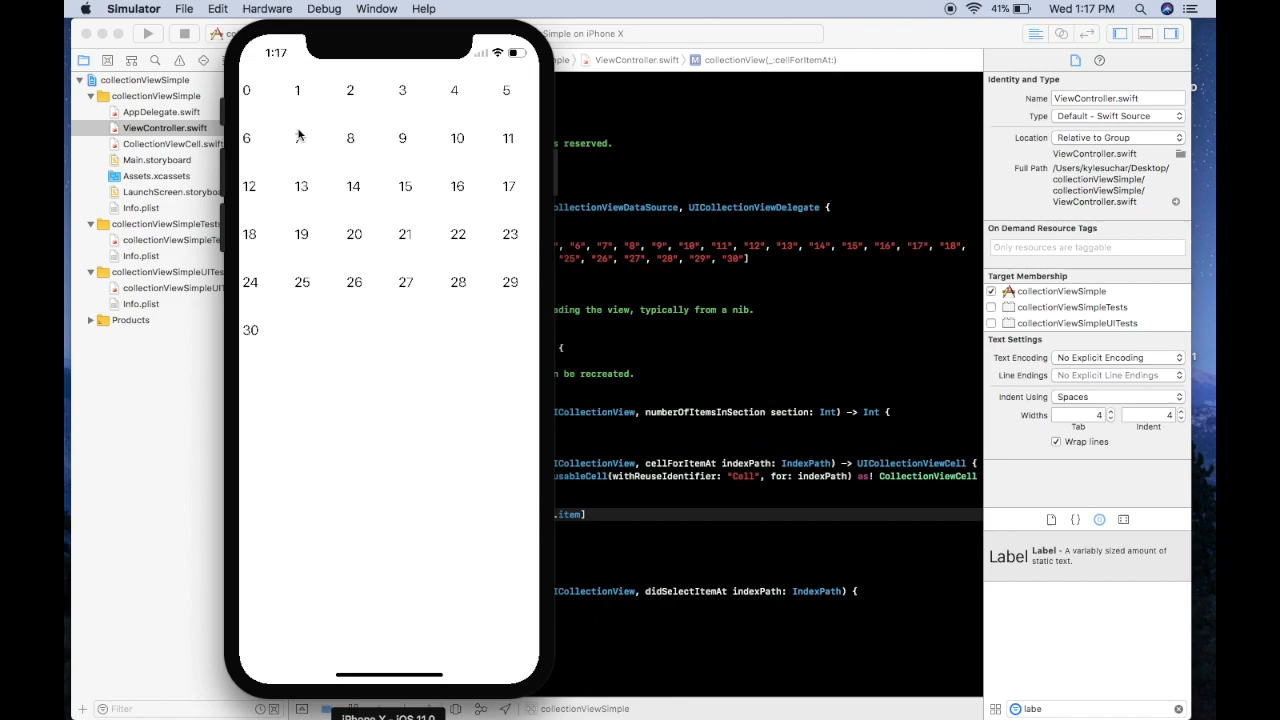 Simulator File Edit Hardware Debug Window Help 41% Wed 1:17 PM
Simple on iPhone X
1:17
0 1 2 3 4 5
6 8 9 10 11
12 13 14 15 16 17
18 19 20 21 22 23
24 25 26 27 28 29
30
collectionViewSimple
collectionViewSimple
AppDelegate.swift
ViewController.swift
CollectionViewCell.swift
Main.storyboard
Assets.xcassets
LaunchScreen.storyboa
Info.plist
collectionViewSimpleTests
collectionViewSimpleTe
Info.plist
collectionViewSimpleUITes
collectionViewSimpleUIT
Info.plist
Products
Filter
ple ViewController.swift M collectionView(_:cellForItemAt:)
s reserved.
ollectionViewDataSource, UICollectionViewDelegate {
", "6", "7", "8", "9", "10", "11", "12", "13", "14", "15", "16", "17", "18",
"25", "26", "27", "28", "29", "30"]
ading the view, typically from a nib.
{
n be recreated.
ICollectionView, numberOfItemsInSection section: Int) -> Int {
ICollectionView, cellForItemAt indexPath: IndexPath) -> UICollectionViewCell {
usableCell(withReuseIdentifier: "Cell", for: indexPath) as! CollectionViewCell
.item]
ICollectionView, didSelectItemAt indexPath: IndexPath) {
collectionViewSimple
iPhone X - iOS 11.0
Identity and Type
Name ViewController.swift
Type Default - Swift Source
Location Relative to Group
ViewController.swift
Full Path /Users/kylesuchar/Desktop/
collectionViewSimple/
collectionViewSimple/
ViewController.swift
On Demand Resource Tags
Only resources are taggable
Target Membership
collectionViewSimple
collectionViewSimpleTests
collectionViewSimpleUITests
Text Settings
Text Encoding No Explicit Encoding
Line Endings No Explicit Line Endings
Indent Using Spaces
Widths 4 4
Tab Indent
Wrap lines
{}
Label Label - A variably sized amount of
static text.
labe